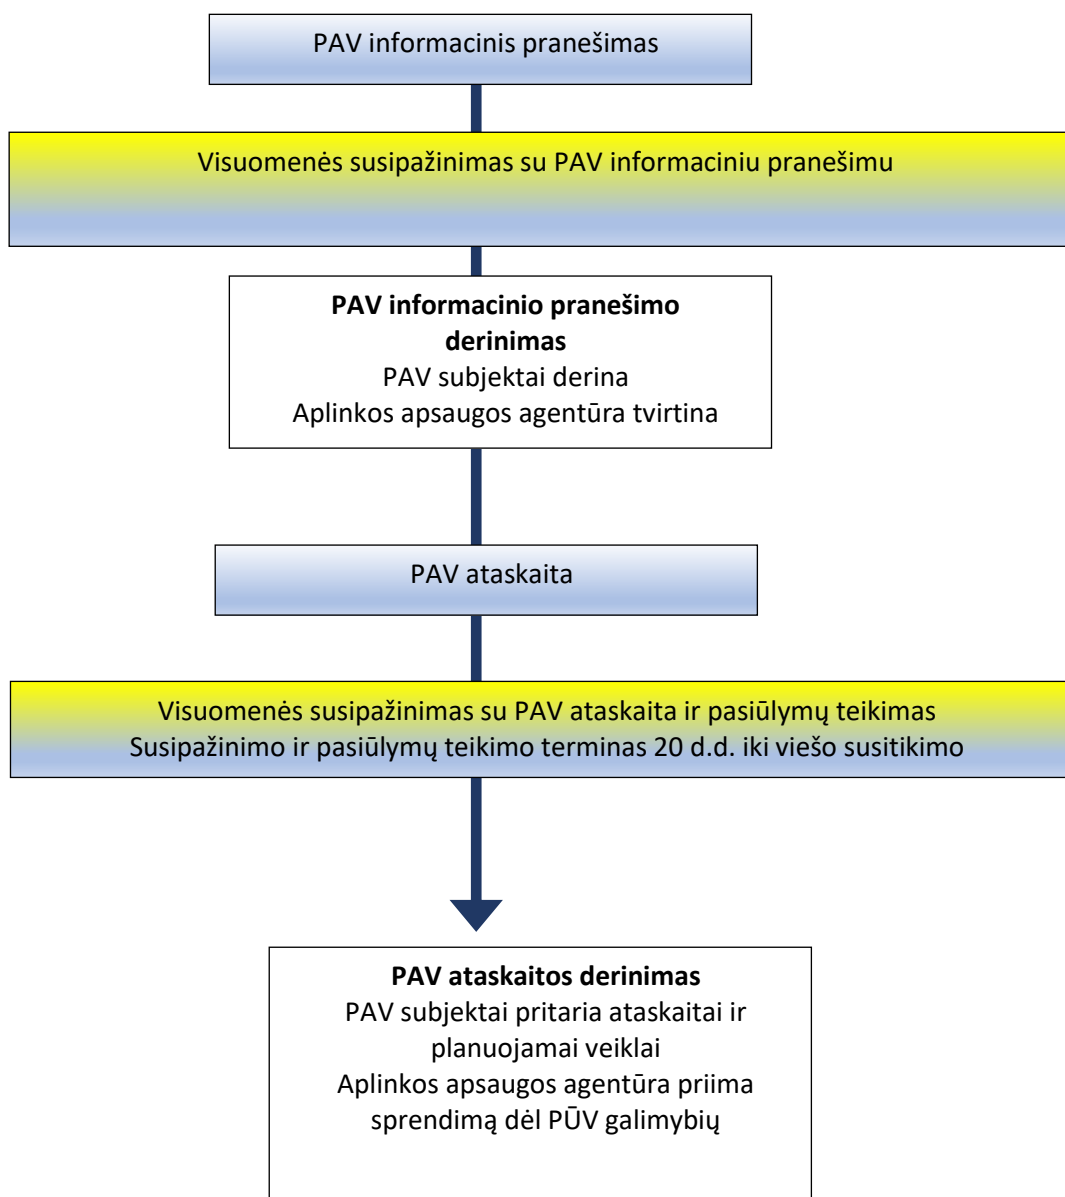 PAV informacinis pranešimas
Visuomenės susipažinimas su PAV informaciniu pranešimu
PAV informacinio pranešimo
derinimas
PAV subjektai derina
Aplinkos apsaugos agentūra tvirtina
PAV ataskaita
Visuomenės susipažinimas su PAV ataskaita ir pasiūlymų teikimas
Susipažinimo ir pasiūlymų teikimo terminas 20 d.d. iki viešo susitikimo
PAV ataskaitos derinimas
PAV subjektai pritaria ataskaitai ir
planuojamai veiklai
Aplinkos apsaugos agentūra priima
sprendimą dėl PŪV galimybių